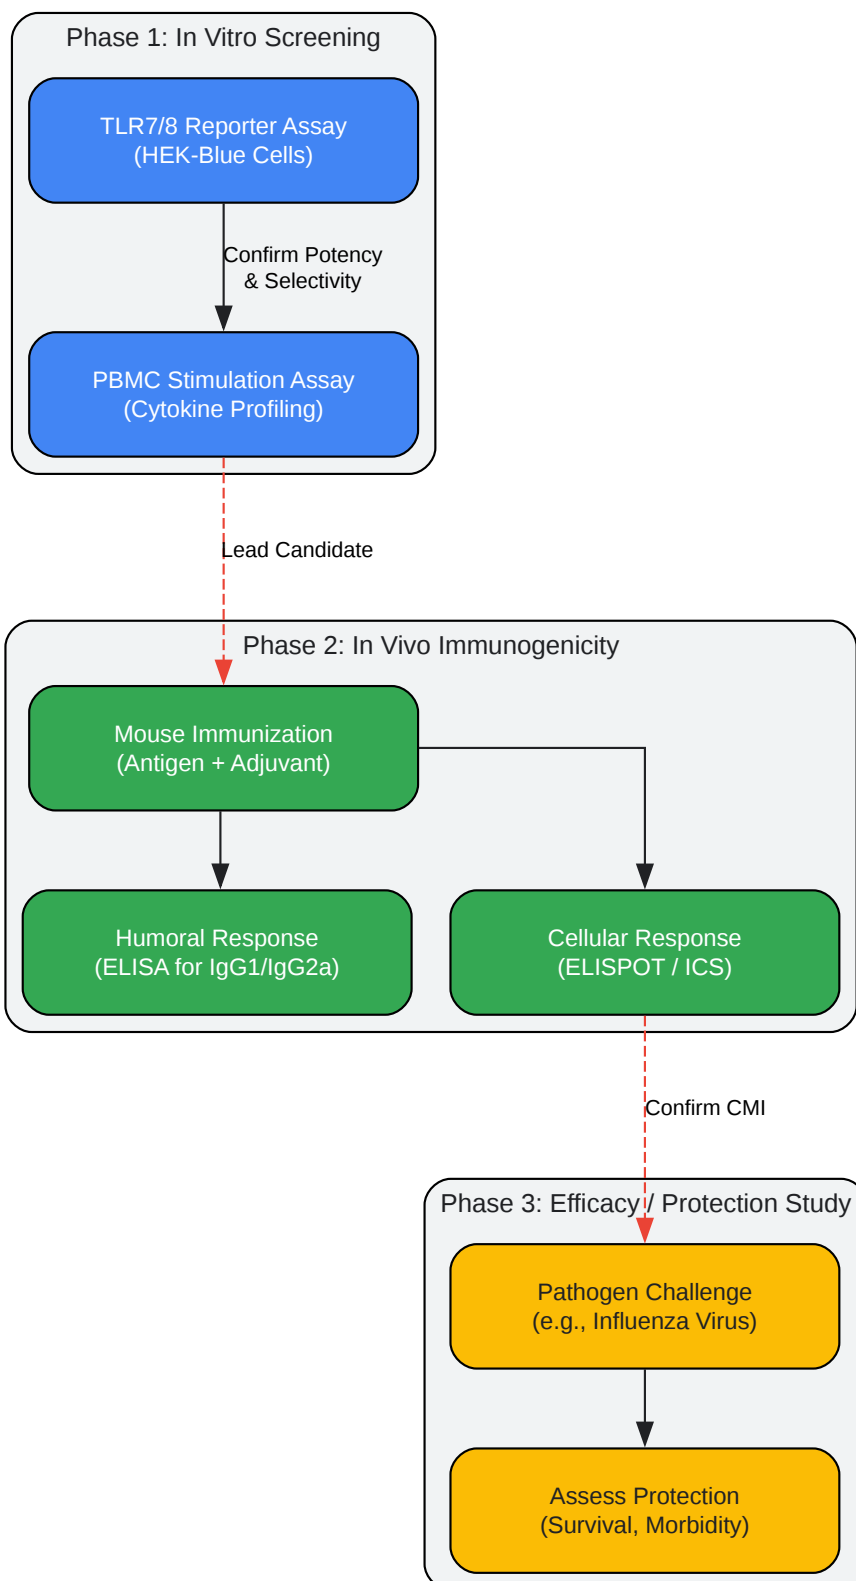 Phase 1: In Vitro Screening
TLR7/8 Reporter Assay
(HEK-Blue Cells)
Confirm Potency
& Selectivity
PBMC Stimulation Assay
(Cytokine Profiling)
Lead Candidate
Phase 2: In Vivo Immunogenicity
Mouse Immunization
(Antigen + Adjuvant)
Humoral Response
(ELISA for IgG1/IgG2a)
Cellular Response
(ELISPOT / ICS)
Confirm CMI
Phase 3: Efficacy / Protection Study
Pathogen Challenge
(e.g., Influenza Virus)
Assess Protection
(Survival, Morbidity)